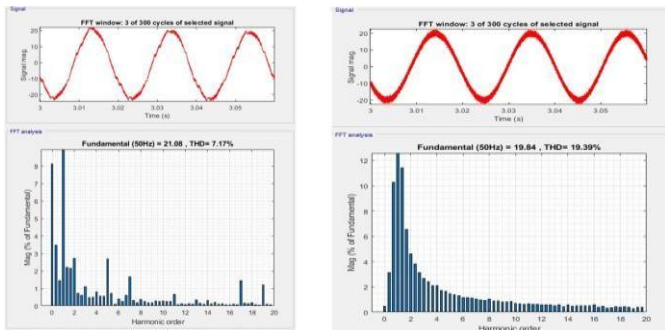 Signal
FFT window: 3 of 300 cycles of selected signal
Signal mag.
20
0
-20
3
3.01
3.02
3.03
3.04
3.05
Time (s)
FFT analysis
Fundamental (50Hz) = 21.08 , THD= 7.17%
Mag (% of Fundamental)
8
7
6
5
4
3
2
1
0
0 2 4 6 8 10 12 14 16 18 20
Harmonic order
Signal
FFT window: 3 of 300 cycles of selected signal
Signal mag.
20
10
0
-10
-20
3
3.01
3.02
3.03
3.04
3.05
Time (s)
FFT analysis
Fundamental (50Hz) = 19.84 , THD= 19.39%
Mag (% of Fundamental)
12
10
8
6
4
2
0
0 2 4 6 8 10 12 14 16 18 20
Harmonic order